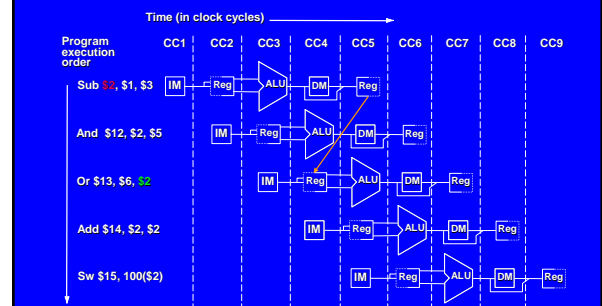 Time (in clock cycles)
Program
execution
order
CC1 CC2 CC3 CC4 CC5 CC6 CC7 CC8 CC9
Sub $2, $1, $3
IM Reg ALU DM Reg
And $12, $2, $5
IM Reg ALU DM Reg
Or $13, $6, $2
IM Reg ALU DM Reg
Add $14, $2, $2
IM Reg ALU DM Reg
Sw $15, 100($2)
IM Reg ALU DM Reg